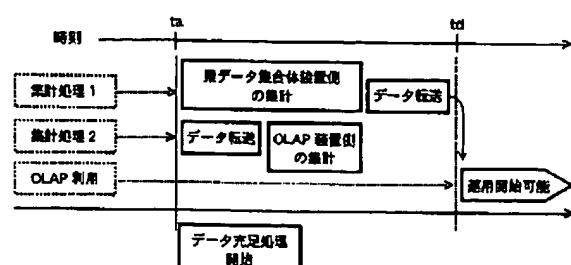 ta
td
時刻
集計処理1
元データ集合体装置側
の集計
データ転送
集計処理2
データ転送
OLAP 装置側
の集計
OLAP 利用
運用開始可能
データ充足処理
開始